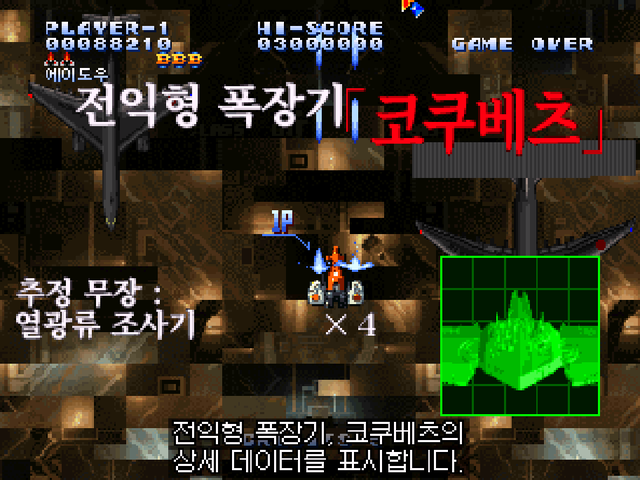 PLAYER-1 HI-SCORE
00088210 03000000 GAME OVER
BBB
에이도우
전익형 폭장기「코쿠베츠」
1P
추정 무장 :
열광류 조사기
× 4
전익형 폭장기, 코쿠베츠의
상세 데이터를 표시합니다.